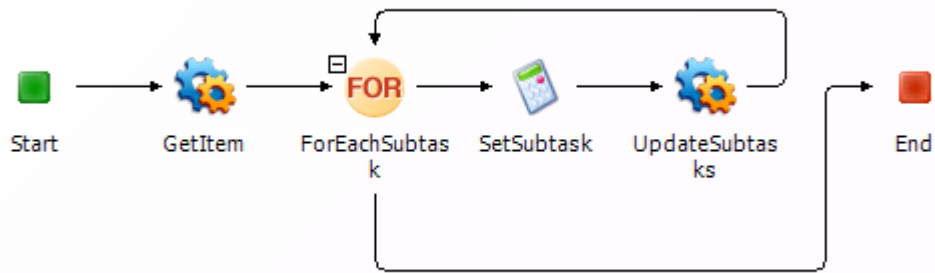 FOR
Start
GetItem
ForEachSubtas
k
SetSubtask
UpdateSubtas
ks
End